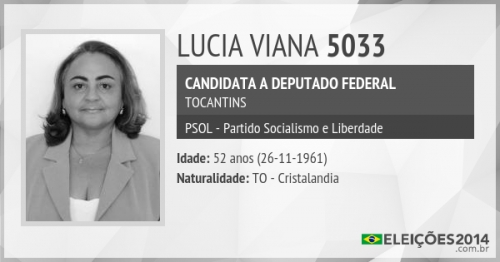 LUCIA VIANA 5033
CANDIDATA A DEPUTADO FEDERAL
TOCANTINS
PSOL - Partido Socialismo e Liberdade
Idade: 52 anos (26-11-1961)
Naturalidade: TO - Cristalandia
ELEIÇÕES2014
.com.br